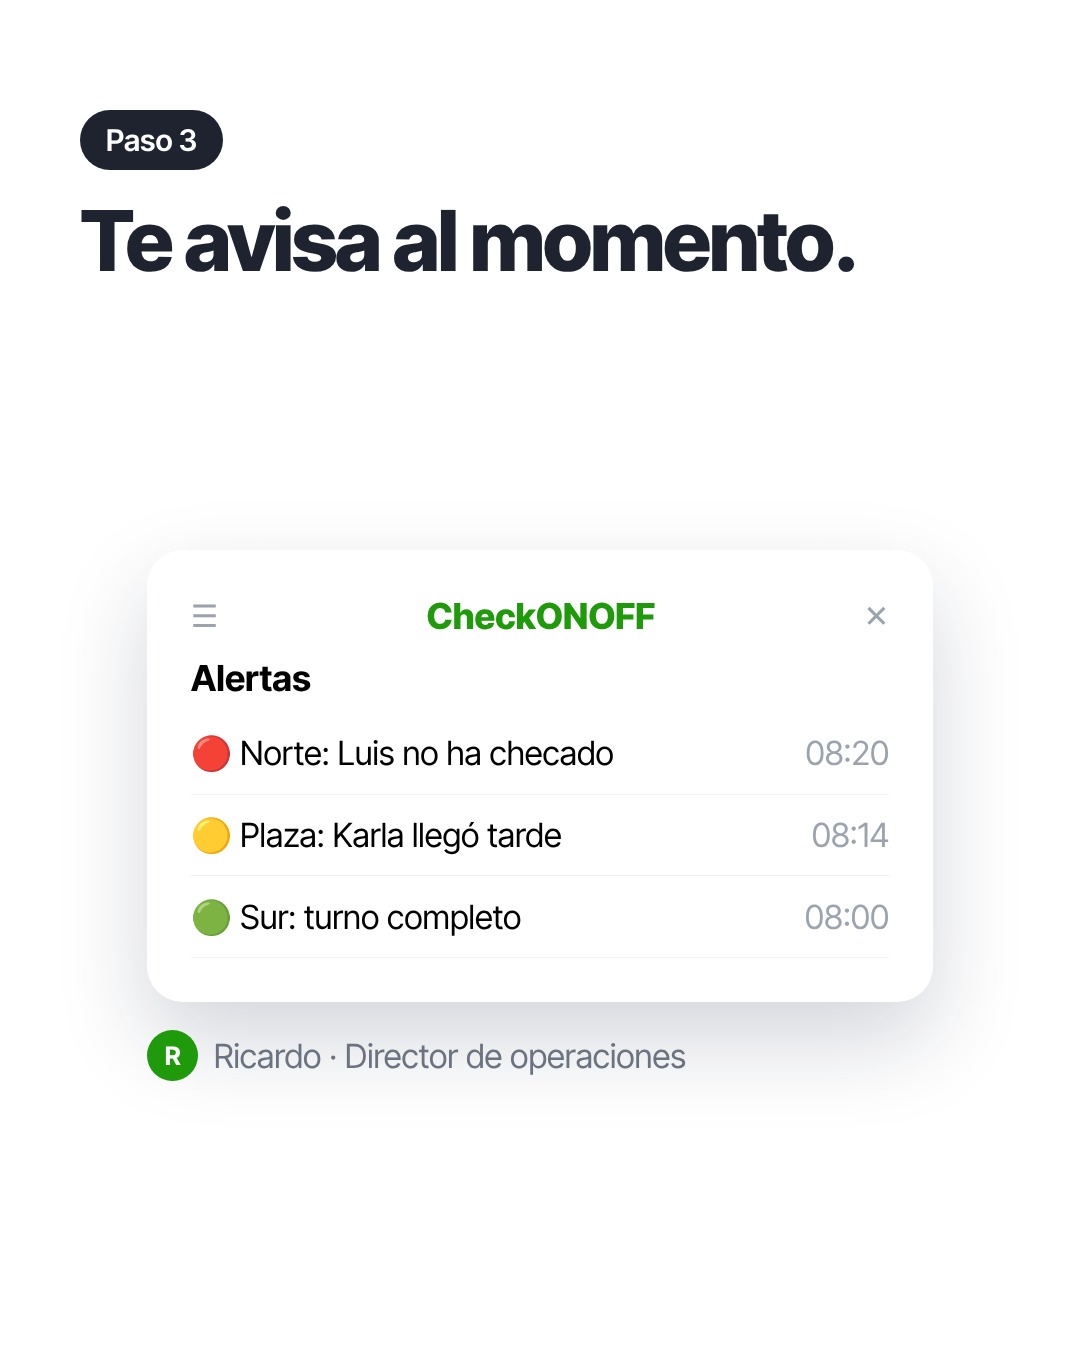 Paso 3
Te avisa al momento.
CheckONOFF
Alertas
Norte: Luis no ha checado 08:20
Plaza: Karla llegó tarde 08:14
Sur: turno completo 08:00
R Ricardo · Director de operaciones